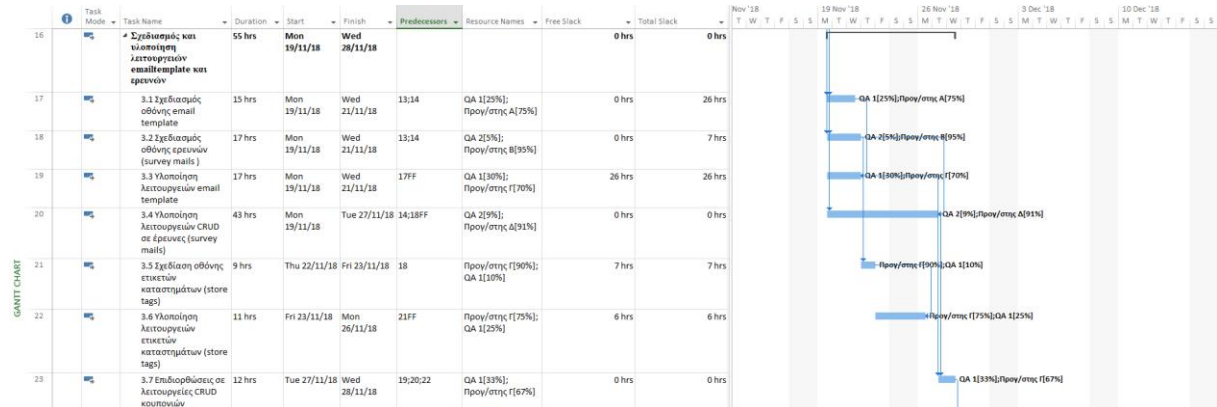 Task
Mode Task Name Duration Start Finish Predecessors Resource Names Free Slack Total Slack
Nov '18 19 Nov '18 26 Nov '18 3 Dec '18 10 Dec '18
T W T F S S M T W T F S S M T W T F S S M T W T F S S M T W T F S S
16 Σχεδιασμός και 55 hrs Mon Wed 0 hrs 0 hrs
υλοποίηση 19/11/18 28/11/18
λειτουργειών
emailtemplate και
ερευνών
17 3.1 Σχεδιασμός 15 hrs Mon Wed 13;14 QA 1[25%]; 0 hrs 26 hrs QA 1[25%];Προγ/στης Α[75%]
οθόνης email 19/11/18 21/11/18 Προγ/στης Α[75%]
template
18 3.2 Σχεδιασμός 17 hrs Mon Wed 13;14 QA 2[5%]; 0 hrs 7 hrs QA 2[5%];Προγ/στης Β[95%]
οθόνης ερευνών 19/11/18 21/11/18 Προγ/στης Β[95%]
(survey mails )
19 3.3 Υλοποίηση 17 hrs Mon Wed 17FF QA 1[30%]; 26 hrs 26 hrs QA 1[30%];Προγ/στης Γ[70%]
λειτουργειών email 19/11/18 21/11/18 Προγ/στης Γ[70%]
template
20 3.4 Υλοποίηση 43 hrs Mon Tue 27/11/18 14;18FF QA 2[9%]; 0 hrs 0 hrs QA 2[9%];Προγ/στης Δ[91%]
λειτουργειών CRUD 19/11/18 Προγ/στης Δ[91%]
σε έρευνες (survey
mails)
21 3.5 Σχεδίαση οθόνης 9 hrs Thu 22/11/18 Fri 23/11/18 18 Προγ/στης Γ[90%]; 7 hrs 7 hrs Προγ/στης Γ[90%];QA 1[10%]
ετικετών QA 1[10%]
καταστημάτων (store
tags)
22 3.6 Υλοποίηση 11 hrs Fri 23/11/18 Mon 21FF Προγ/στης Γ[75%]; 6 hrs 6 hrs Προγ/στης Γ[75%];QA 1[25%]
λειτουργειών 26/11/18 QA 1[25%]
ετικετών
καταστημάτων (store
tags)
23 3.7 Επιδιορθώσεις σε 12 hrs Tue 27/11/18 Wed 19;20;22 QA 1[33%]; 0 hrs 0 hrs QA 1[33%];Προγ/στης Γ[67%]
λειτουργίες CRUD 28/11/18 Προγ/στης Γ[67%]
κουπονιών
GANTT CHART